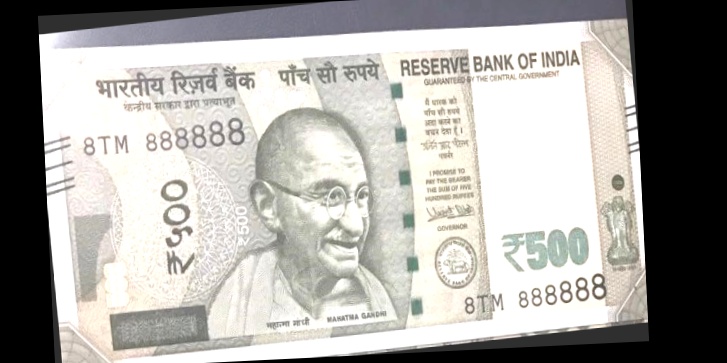 भारतीय रिज़र्व बैंक पाँच सौ रुपये
केन्द्रीय सरकार द्वारा प्रत्याभूत
RESERVE BANK OF INDIA
GUARANTEED BY THE CENTRAL GOVERNMENT
8TM 888888
₹५००
₹500
मैं धारक को
पाँच सौ रुपये
अदा करने का
वचन देता हूँ।
गवर्नर
I PROMISE TO
PAY THE BEARER
THE SUM OF FIVE
HUNDRED RUPEES
GOVERNOR
₹500
महात्मा गांधी MAHATMA GANDHI
8TM 888888